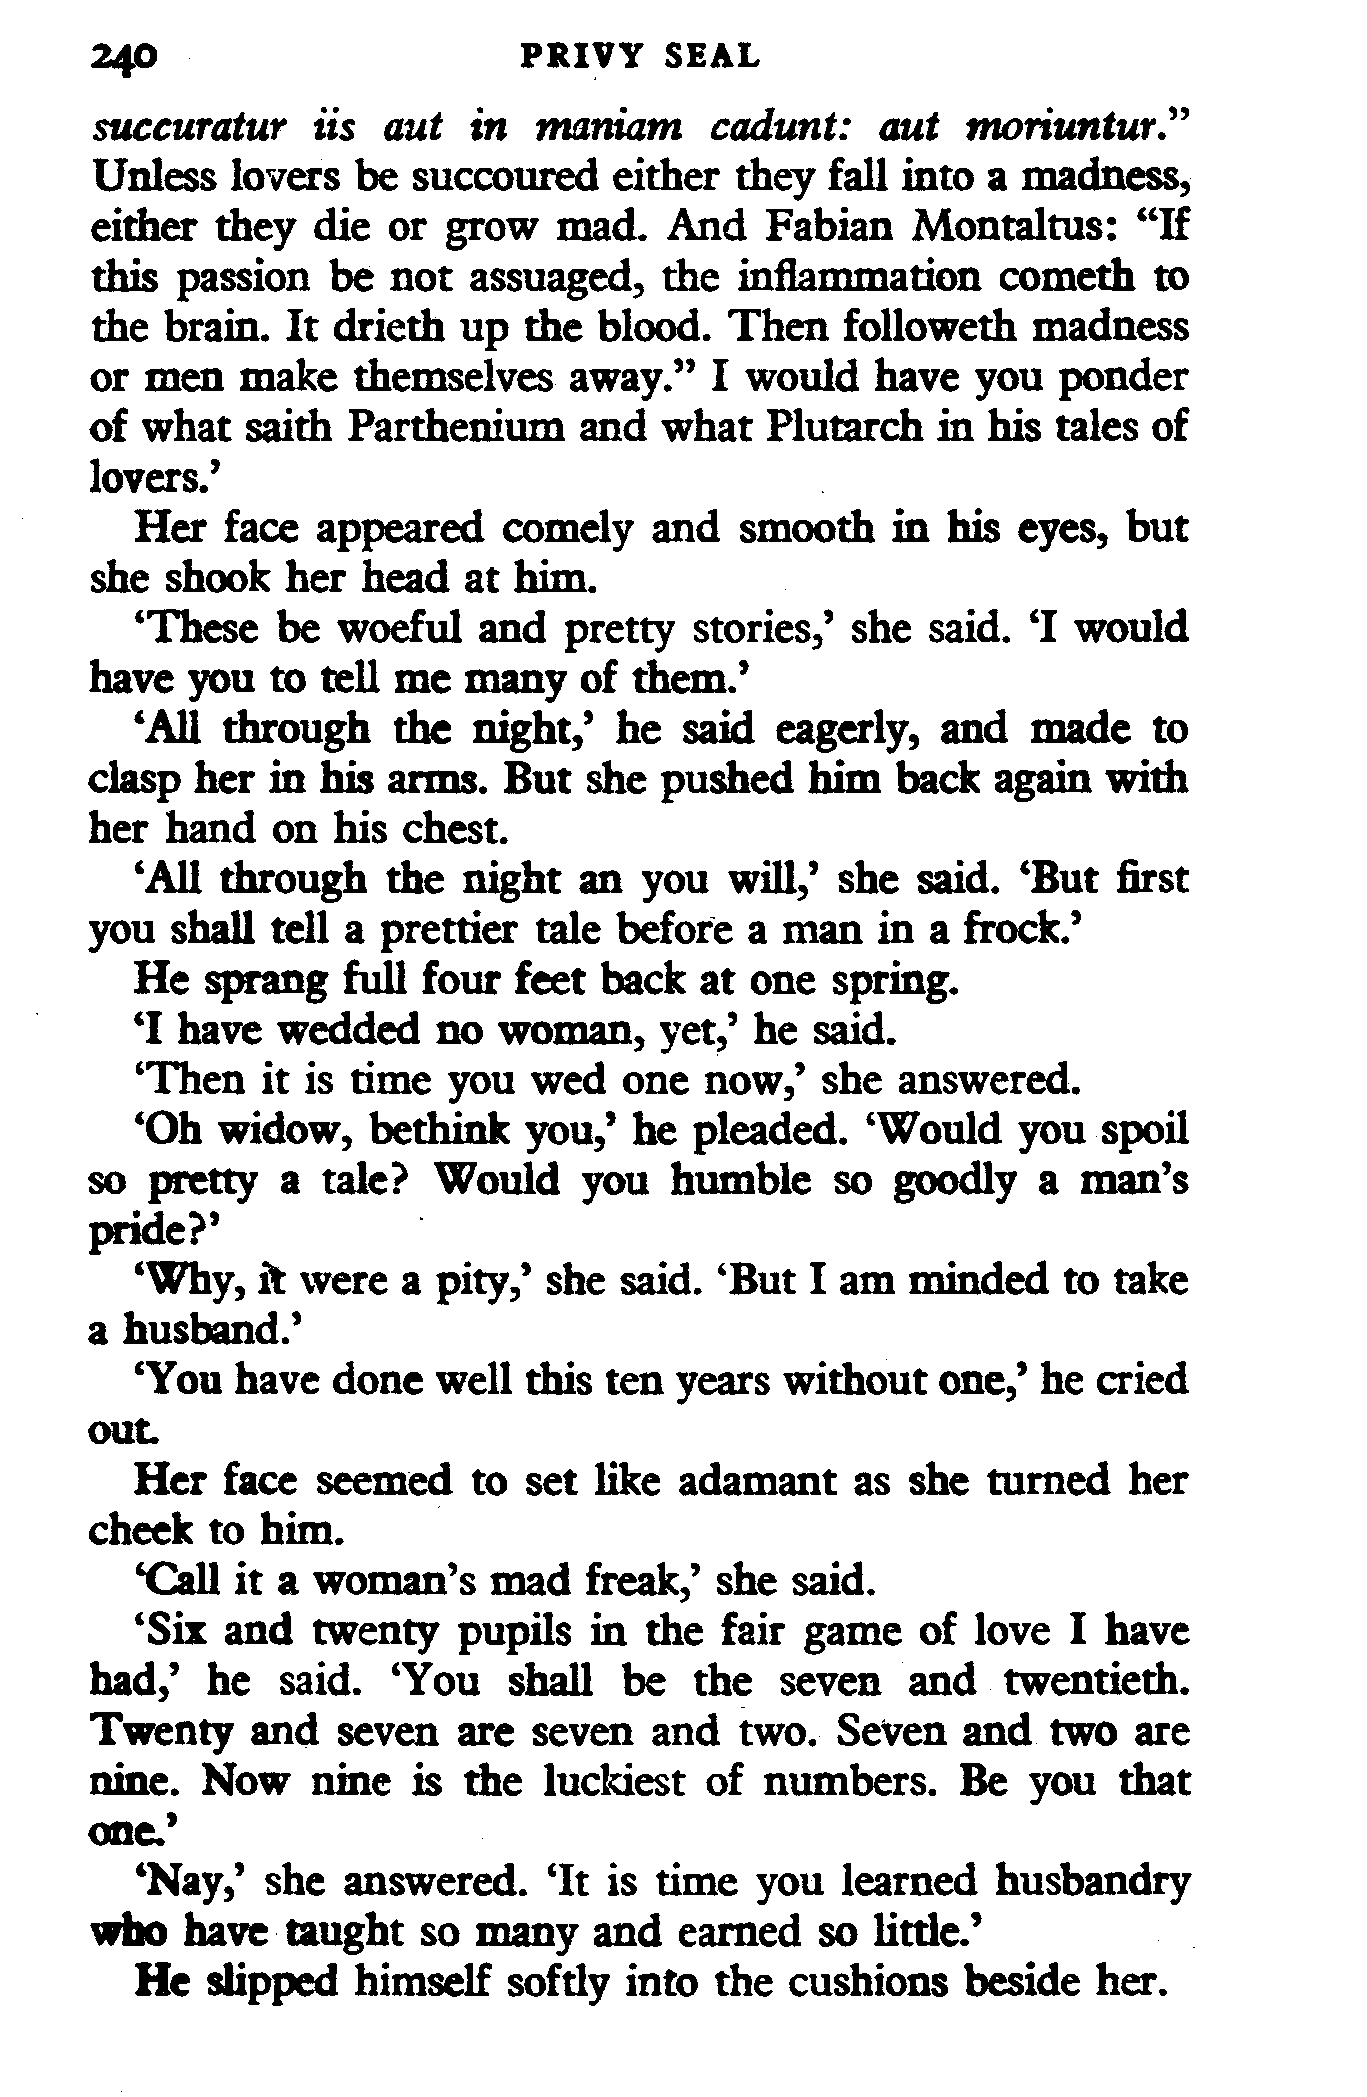 240 PRIVY SEAL
succuratur iis aut in maniam cadunt: aut moriuntur.”
Unless lovers be succoured either they fall into a madness,
either they die or grow mad. And Fabian Montaltus: “If
this passion be not assuaged, the inflammation cometh to
the brain. It drieth up the blood. Then followeth madness
or men make themselves away.” I would have you ponder
of what saith Parthenium and what Plutarch in his tales of
lovers.’
Her face appeared comely and smooth in his eyes, but
she shook her head at him.
‘These be woeful and pretty stories,’ she said. ‘I would
have you to tell me many of them.’
‘All through the night,’ he said eagerly, and made to
clasp her in his arms. But she pushed him back again with
her hand on his chest.
‘All through the night an you will,’ she said. ‘But first
you shall tell a prettier tale before a man in a frock.’
He sprang full four feet back at one spring.
‘I have wedded no woman, yet,’ he said.
‘Then it is time you wed one now,’ she answered.
‘Oh widow, bethink you,’ he pleaded. ‘Would you spoil
so pretty a tale? Would you humble so goodly a man’s
pride?’
‘Why, it were a pity,’ she said. ‘But I am minded to take
a husband.’
‘You have done well this ten years without one,’ he cried
out.
Her face seemed to set like adamant as she turned her
cheek to him.
‘Call it a woman’s mad freak,’ she said.
‘Six and twenty pupils in the fair game of love I have
had,’ he said. ‘You shall be the seven and twentieth.
Twenty and seven are seven and two. Seven and two are
nine. Now nine is the luckiest of numbers. Be you that
one.’
‘Nay,’ she answered. ‘It is time you learned husbandry
who have taught so many and earned so little.’
He slipped himself softly into the cushions beside her.